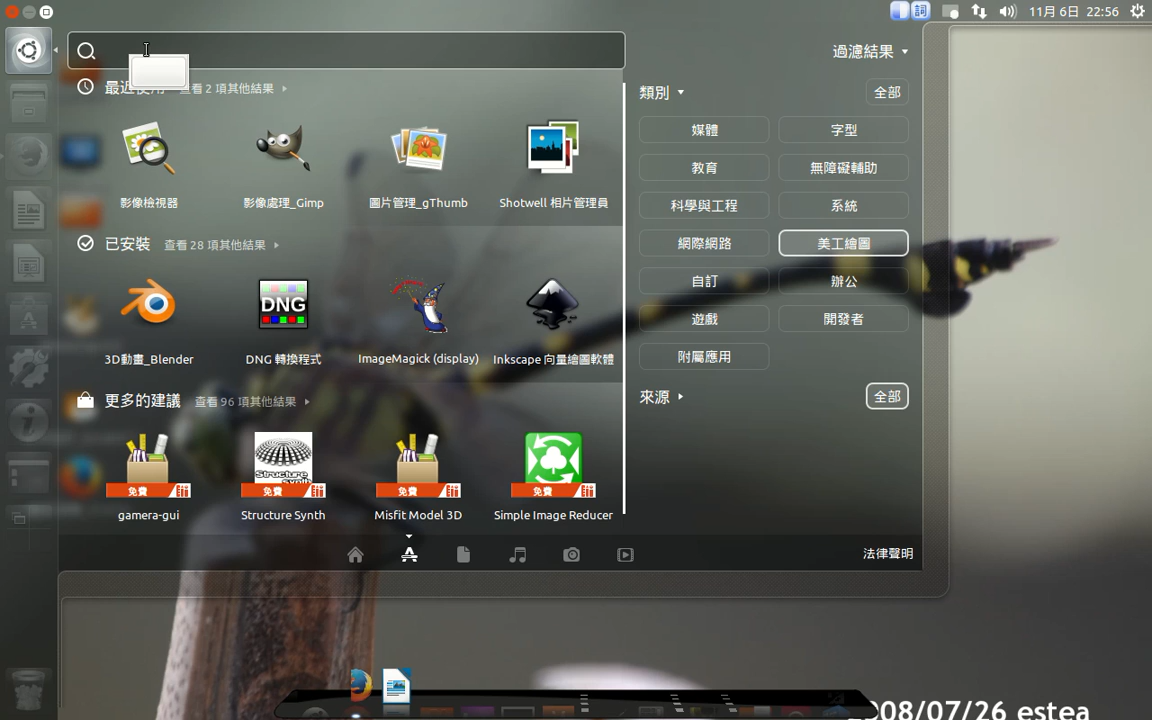 詞
11月 6日 22:56
過濾結果
最近使用 查看 2 項其他結果
影像檢視器
影像處理_Gimp
圖片管理_gThumb
Shotwell 相片管理員
已安裝 查看 28 項其他結果
DNG
3D動畫_Blender
DNG 轉換程式
ImageMagick (display)
Inkscape 向量繪圖軟體
更多的建議 查看 96 項其他結果
Structure Synth
免費
免費
免費
免費
gamera-gui
Structure Synth
Misfit Model 3D
Simple Image Reducer
類別 全部
媒體 字型
教育 無障礙輔助
科學與工程 系統
網際網路 美工繪圖
自訂 辦公
遊戲 開發者
附屬應用
來源 全部
法律聲明
008/07/26 estea